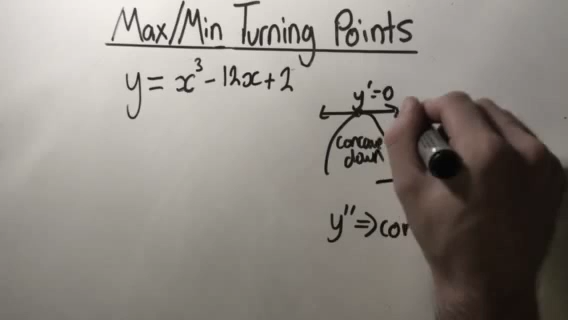 Max/Min Turning Points
y = x³ - 12x + 2
y' = 0
concave
down
y'' ⇒ con